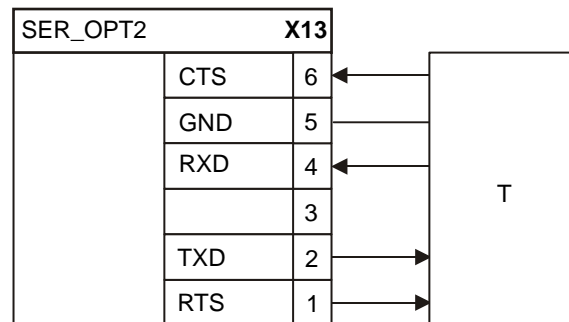 SER_OPT2 X13
CTS 6
GND 5
RXD 4
T
3
TXD 2
RTS 1